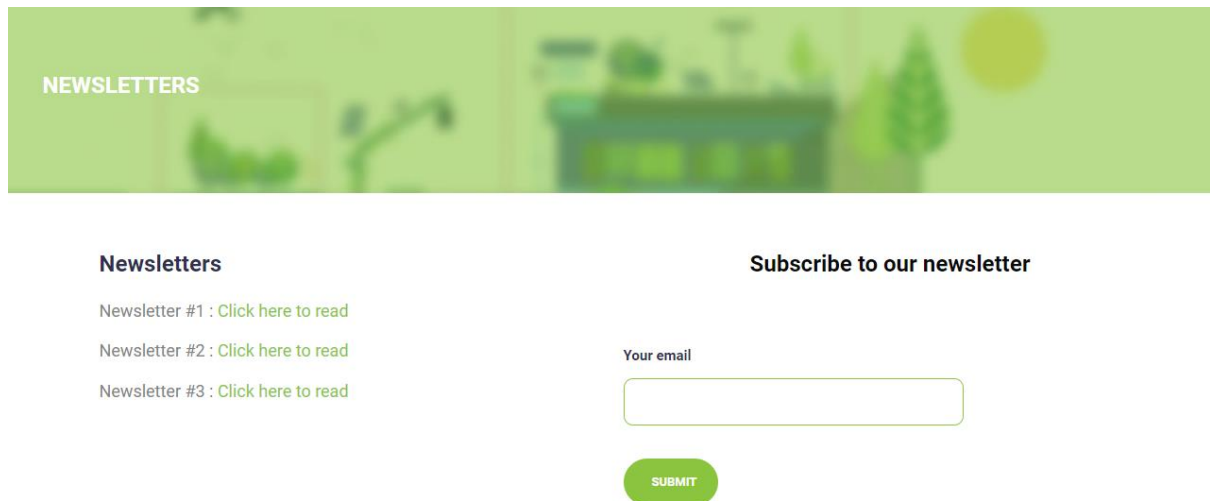 NEWSLETTERS
Newsletters
Newsletter #1 : Click here to read
Newsletter #2 : Click here to read
Newsletter #3 : Click here to read
Subscribe to our newsletter
Your email
SUBMIT